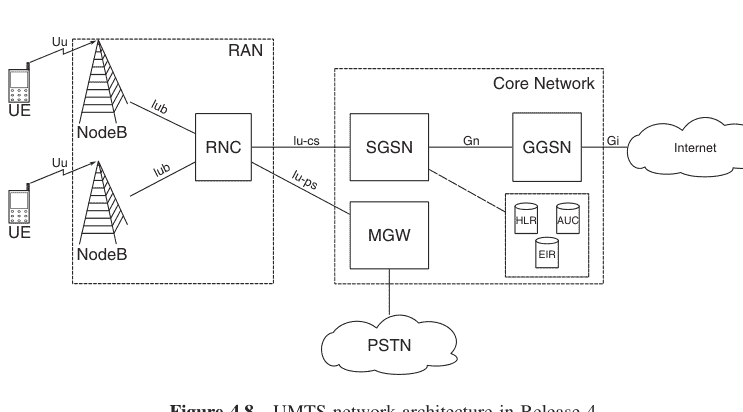 RAN
Core Network
Uu
UE
NodeB
Iub
Uu
UE
NodeB
Iub
RNC
Iu-cs
Iu-ps
SGSN
Gn
GGSN
Gi
Internet
MGW
HLR
AUC
EIR
PSTN
Figure 4.8 UMTS network architecture in Release 4